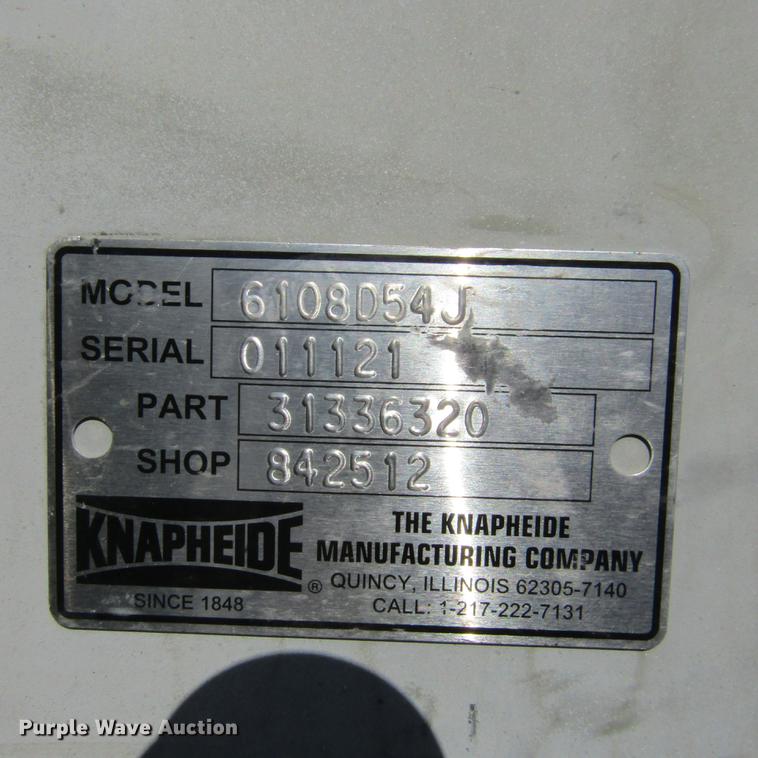 MODEL 6108D54J
SERIAL 011121
PART 31336320
SHOP 842512
KNAPHEIDE ®
SINCE 1848
THE KNAPHEIDE
MANUFACTURING COMPANY
QUINCY, ILLINOIS 62305-7140
CALL: 1-217-222-7131
Purple Wave Auction